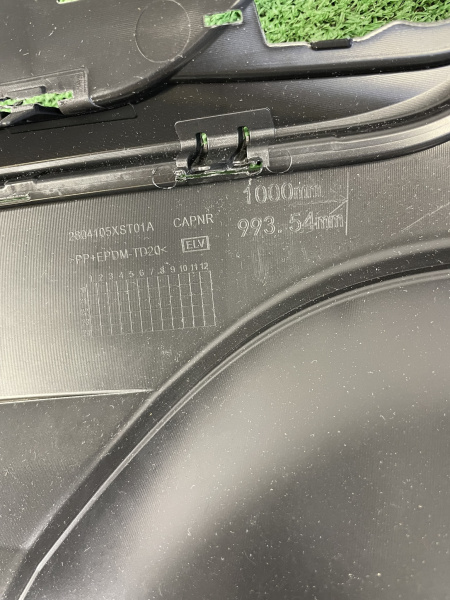 2804105XST01A CAPNR
1000mm
993.54mm
>PP+EPDM-TD20< ELV
1 2 3 4 5 6 7 8 9 10 11 12